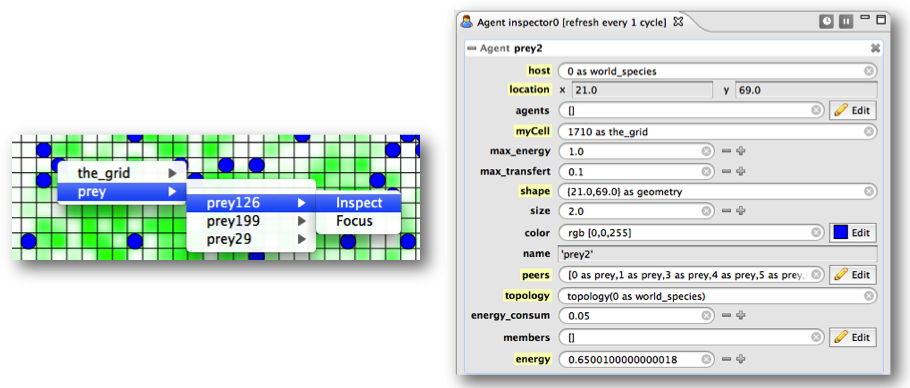 the_grid
prey
prey126
prey199
prey29
Inspect
Focus
Agent inspector0 [refresh every 1 cycle]
Agent prey2
host 0 as world_species
location x 21.0 y 69.0
agents [] Edit
myCell 1710 as the_grid
max_energy 1.0
max_transfert 0.1
shape {21.0,69.0} as geometry
size 2.0
color rgb [0,0,255] Edit
name 'prey2'
peers [0 as prey,1 as prey,3 as prey,4 as prey,5 as prey, Edit
topology topology(0 as world_species)
energy_consum 0.05
members [] Edit
energy 0.6500100000000018